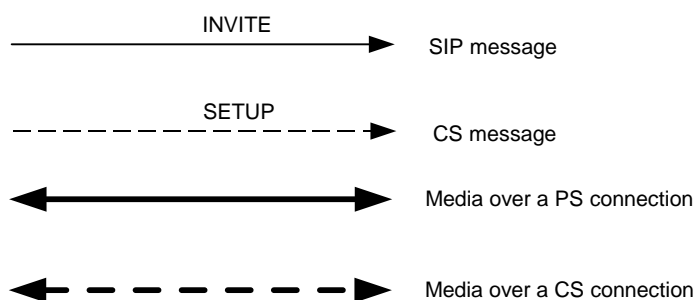 INVITE
SIP message
SETUP
CS message
Media over a PS connection
Media over a CS connection